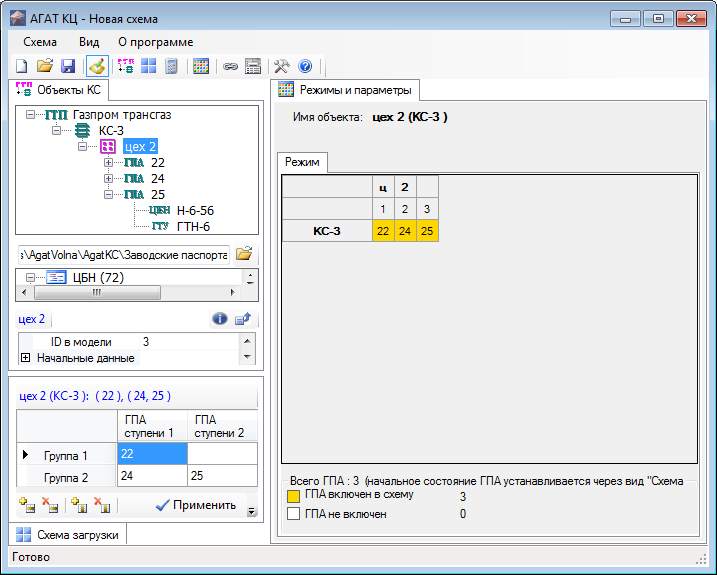 АГАТ КЦ - Новая схема
Схема Вид О программе
Объекты КС
ГТП Газпром трансгаз
КС-3
цех 2
ГПА 22
ГПА 24
ГПА 25
ЦБН Н-6-56
ГТУ ГТН-6
\AgatVolna\AgatKC\Заводские паспорта
ЦБН (72)
цех 2
ID в модели 3
Начальные данные
цех 2 (КС-3 ): ( 22 ), ( 24, 25 )
ГПА ступени 1 ГПА ступени 2
Группа 1 22
Группа 2 24 25
Применить
Схема загрузки
Готово
Режимы и параметры
Имя объекта: цех 2 (КС-3 )
Режим
ц 2
1 2 3
КС-3 22 24 25
Всего ГПА : 3 (начальное состояние ГПА устанавливается через вид "Схема
ГПА включен в схему 3
ГПА не включен 0